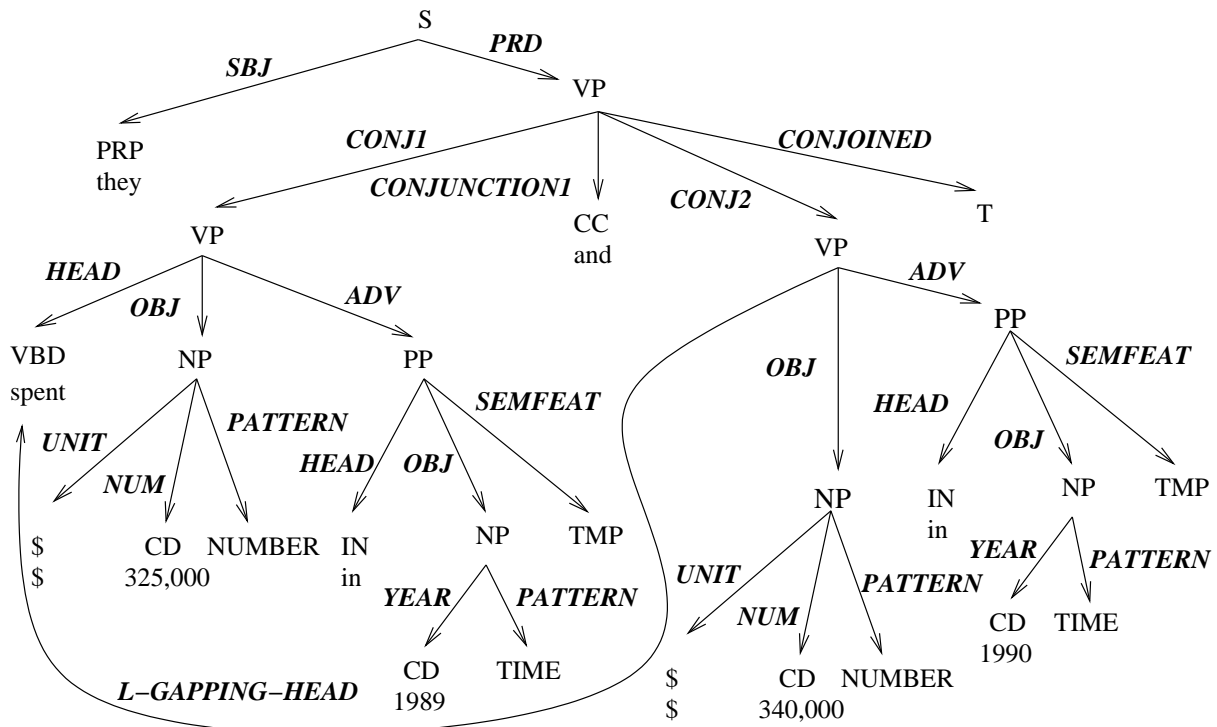 S
SBJ PRD
VP
PRP
they
CONJ1 CONJOINED
CONJUNCTION1 CONJ2
T
VP CC
and VP
HEAD OBJ ADV ADV
VBD
spent NP PP OBJ PP
SEMFEAT
UNIT NUM PATTERN HEAD OBJ SEMFEAT HEAD OBJ
$
$ CD
325,000 NUMBER IN
in NP TMP NP IN
in NP TMP
YEAR PATTERN UNIT NUM PATTERN YEAR PATTERN
CD
1990 TIME
L-GAPPING-HEAD CD
1989 TIME $
$ CD
340,000 NUMBER